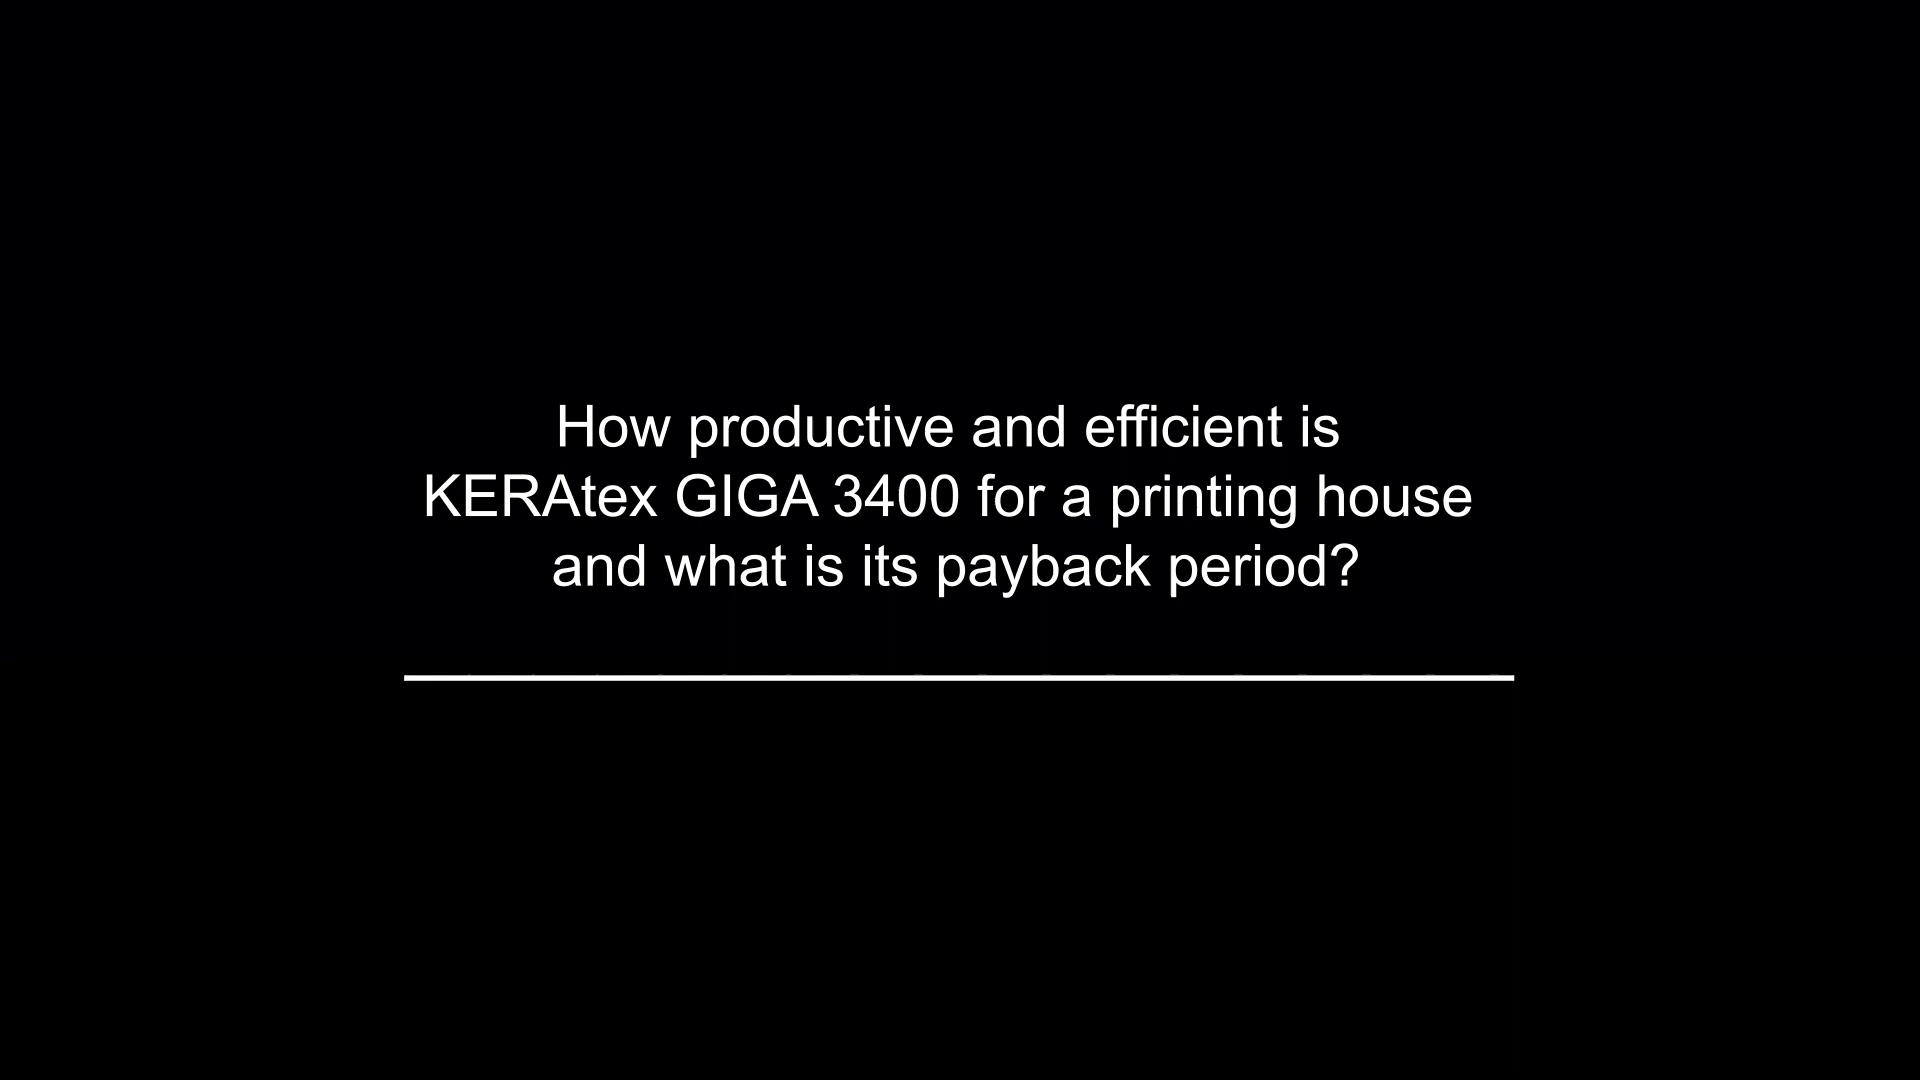 How productive and efficient is
KERAtex GIGA 3400 for a printing house
and what is its payback period?